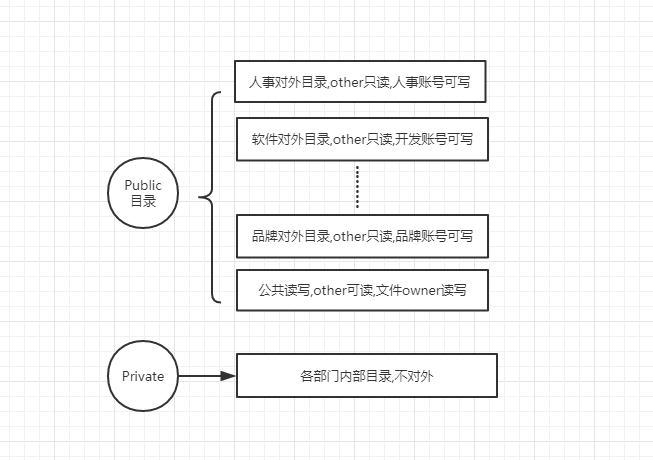 人事对外目录,other只读,人事账号可写
软件对外目录,other只读,开发账号可写
Public
目录
品牌对外目录,other只读,品牌账号可写
公共读写,other可读,文件owner读写
Private
各部门内部目录,不对外